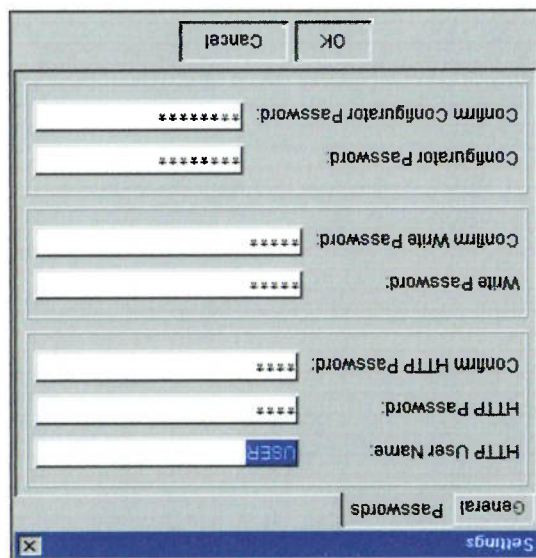 Settings
General Passwords
HTTP User Name: USER
HTTP Password: ****
Confirm HTTP Password: ****
Write Password: *****
Confirm Write Password: *****
Configurator Password: ********
Confirm Configurator Password: ********
OK Cancel